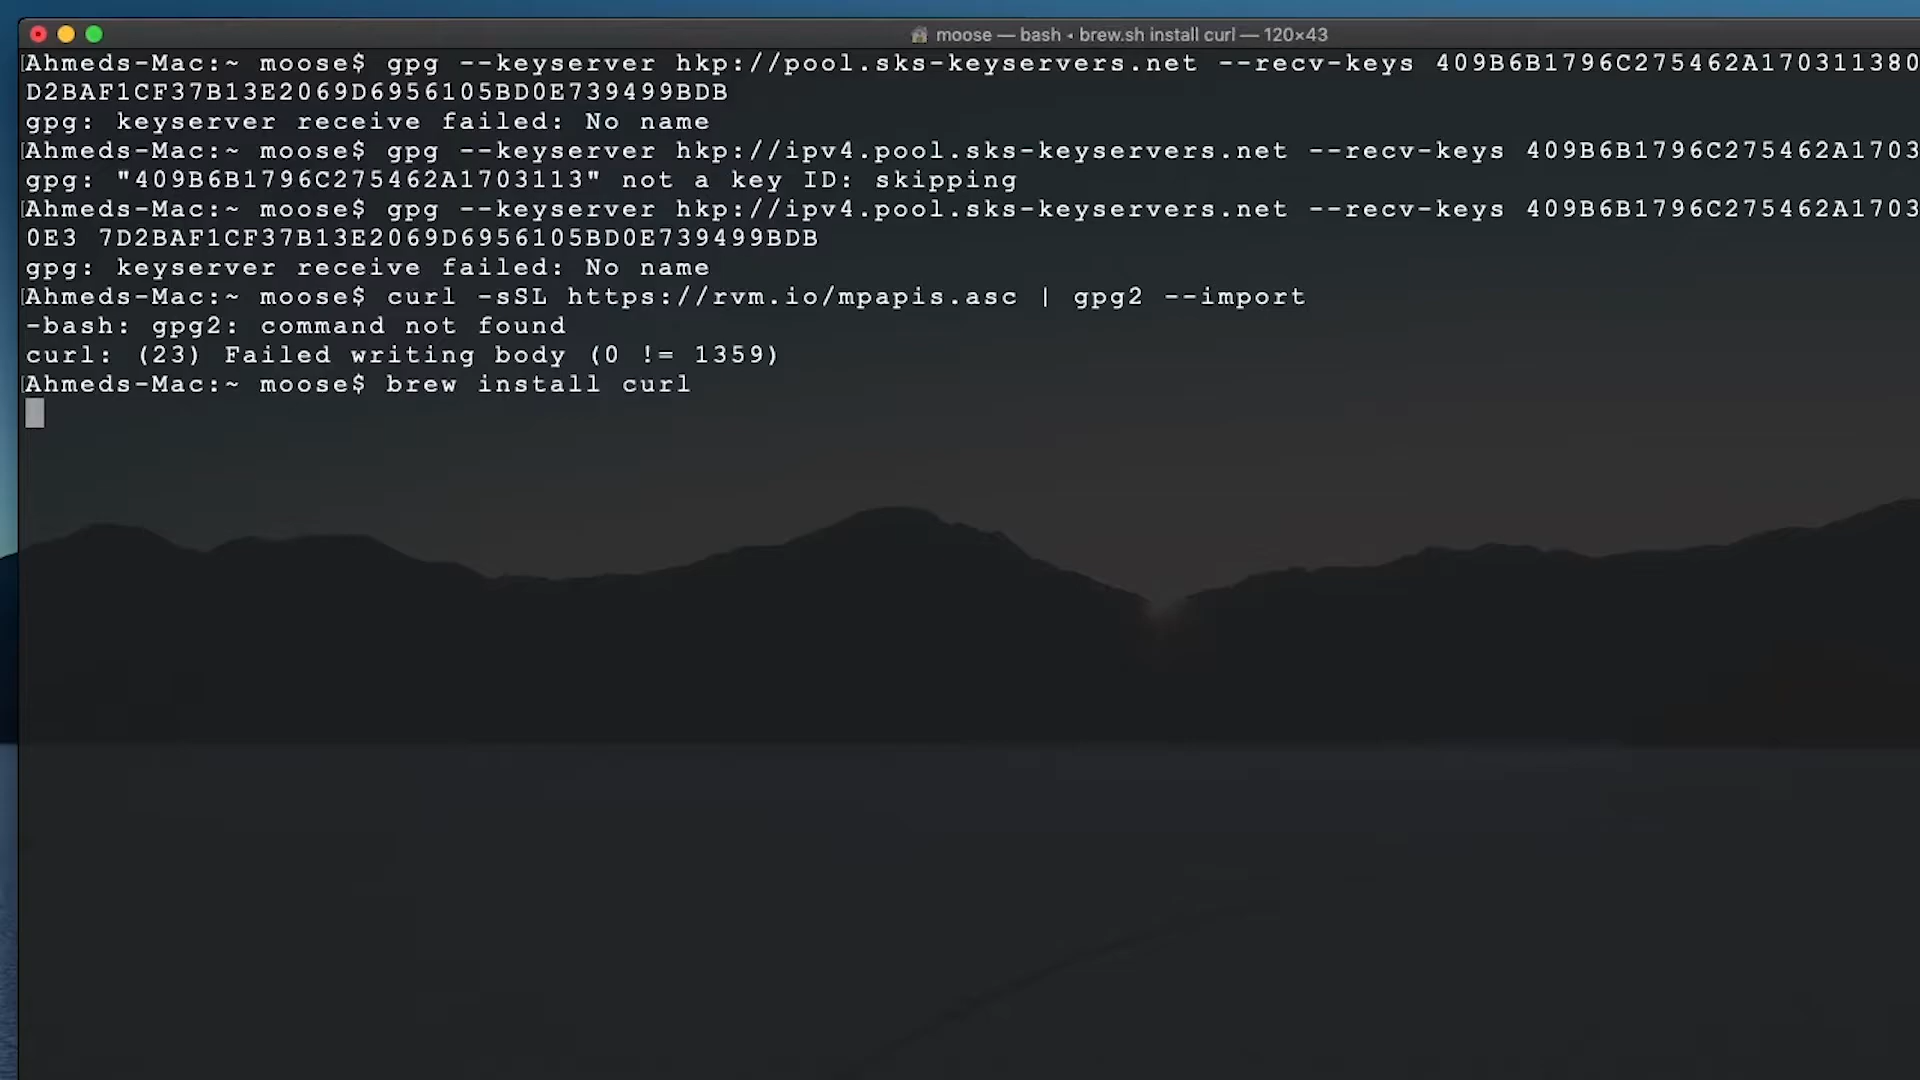 moose — bash • brew.sh install curl — 120×43
[Ahmeds-Mac:~ moose$ gpg --keyserver hkp://pool.sks-keyservers.net --recv-keys 409B6B1796C275462A170311380
D2BAF1CF37B13E2069D6956105BD0E739499BDB
gpg: keyserver receive failed: No name
[Ahmeds-Mac:~ moose$ gpg --keyserver hkp://ipv4.pool.sks-keyservers.net --recv-keys 409B6B1796C275462A1703
gpg: "409B6B1796C275462A1703113" not a key ID: skipping
[Ahmeds-Mac:~ moose$ gpg --keyserver hkp://ipv4.pool.sks-keyservers.net --recv-keys 409B6B1796C275462A1703
0E3 7D2BAF1CF37B13E2069D6956105BD0E739499BDB
gpg: keyserver receive failed: No name
[Ahmeds-Mac:~ moose$ curl -sSL https://rvm.io/mpapis.asc | gpg2 --import
-bash: gpg2: command not found
curl: (23) Failed writing body (0 != 1359)
[Ahmeds-Mac:~ moose$ brew install curl